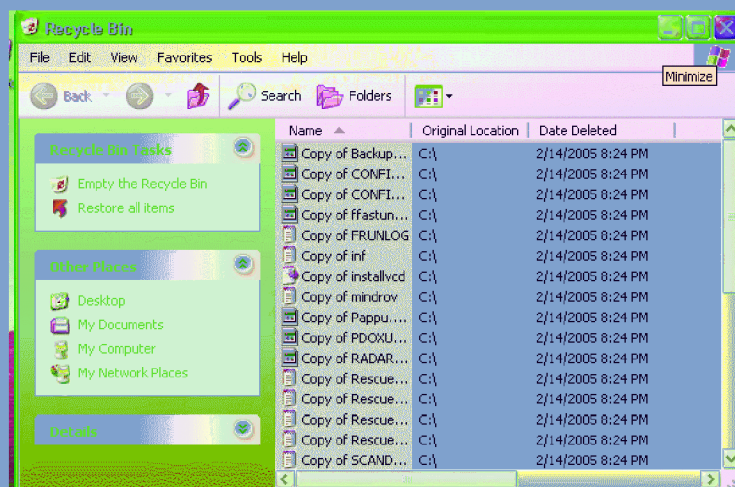 Recycle Bin
File Edit View Favorites Tools Help
Minimize
Back Search Folders
Name Original Location Date Deleted
Recycle Bin Tasks
Empty the Recycle Bin
Restore all items
Other Places
Desktop
My Documents
My Computer
My Network Places
Details
Copy of Backup... C:\ 2/14/2005 8:24 PM
Copy of CONFI... C:\ 2/14/2005 8:24 PM
Copy of CONFI... C:\ 2/14/2005 8:24 PM
Copy of ffastun... C:\ 2/14/2005 8:24 PM
Copy of FRUNLOG C:\ 2/14/2005 8:24 PM
Copy of inf C:\ 2/14/2005 8:24 PM
Copy of installvcd C:\ 2/14/2005 8:24 PM
Copy of mindrov C:\ 2/14/2005 8:24 PM
Copy of Pappu.... C:\ 2/14/2005 8:24 PM
Copy of PDOXU... C:\ 2/14/2005 8:24 PM
Copy of RADAR... C:\ 2/14/2005 8:24 PM
Copy of Rescue... C:\ 2/14/2005 8:24 PM
Copy of Rescue... C:\ 2/14/2005 8:24 PM
Copy of Rescue... C:\ 2/14/2005 8:24 PM
Copy of Rescue... C:\ 2/14/2005 8:24 PM
Copy of SCAND... C:\ 2/14/2005 8:24 PM